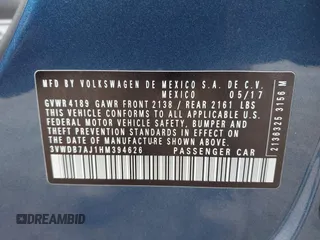 MFD BY VOLKSWAGEN DE MEXICO S.A. DE C.V.
MEXICO 05/17
GVWR 4189 GAWR FRONT 2138 / REAR 2161 LBS
THIS VEHICLE CONFORMS TO ALL APPLICABLE U.S.
FEDERAL MOTOR VEHICLE SAFETY, BUMPER, AND
THEFT PREVENTION STANDARDS IN EFFECT ON
THE DATE OF MANUFACTURE SHOWN ABOVE.
3VWDB7AJ1HM394626 PASSENGER CAR
2136325 3156 M
DREAMBID